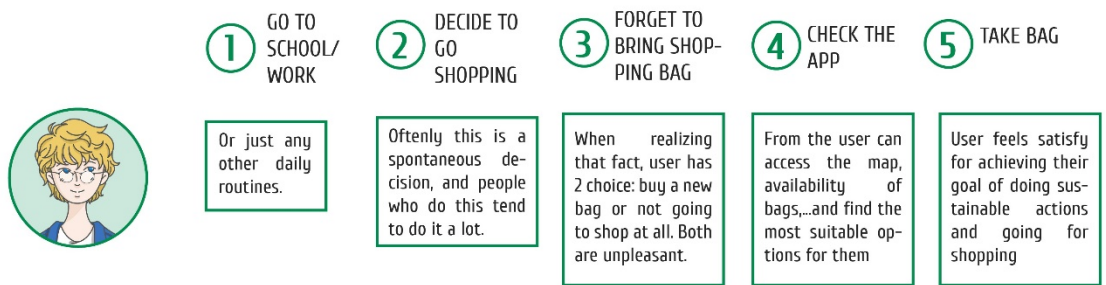 1
GO TO
SCHOOL/
WORK
Or just any
other daily
routines.
2
DECIDE TO
GO
SHOPPING
Oftenly this is a
spontaneous de-
cision, and people
who do this tend
to do it a lot.
3
FORGET TO
BRING SHOP-
PING BAG
When realizing
that fact, user has
2 choice: buy a new
bag or not going
to shop at all. Both
are unpleasant.
4
CHECK THE
APP
From the user can
access the map,
availability of
bags,...and find the
most suitable op-
tions for them
5
TAKE BAG
User feels satisfy
for achieving their
goal of doing sus-
tainable actions
and going for
shopping